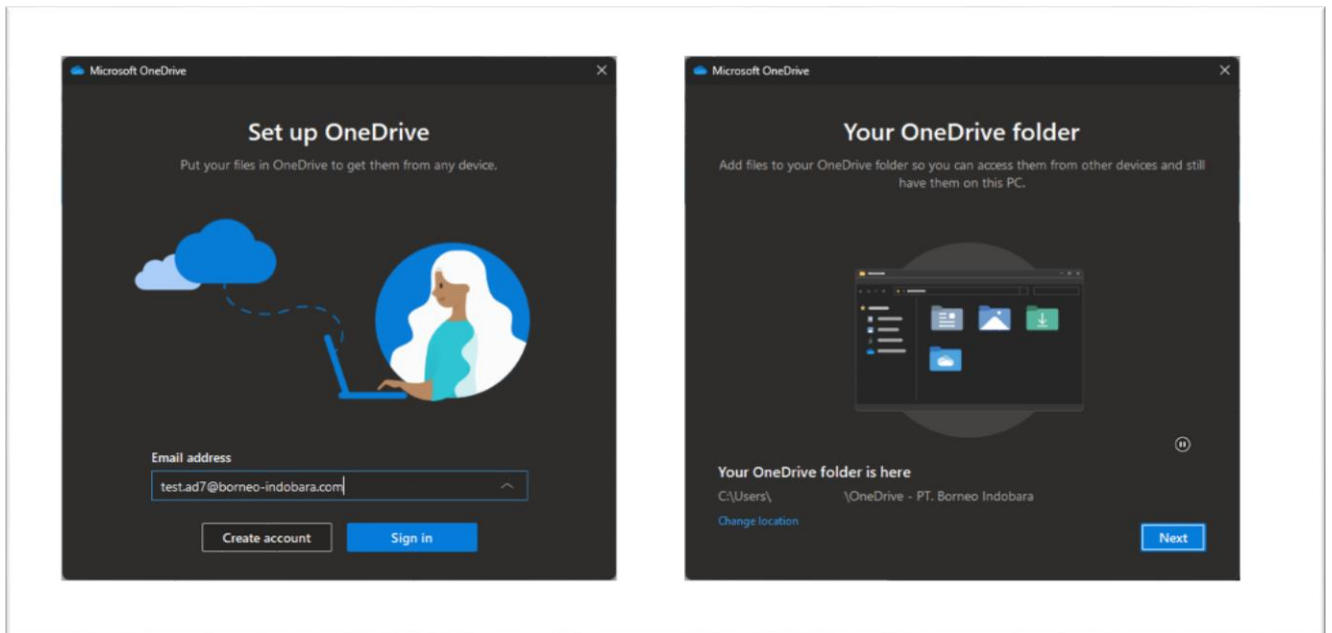 Microsoft OneDrive
Set up OneDrive
Put your files in OneDrive to get them from any device.
Email address
test.ad7@borneo-indobara.com
Create account
Sign in
Microsoft OneDrive
Your OneDrive folder
Add files to your OneDrive folder so you can access them from other devices and still
have them on this PC.
Your OneDrive folder is here
C:\Users\ \OneDrive - PT. Borneo Indobara
Change location
Next